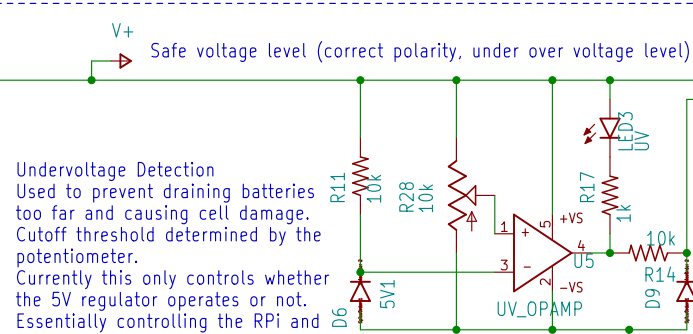 V+
Safe voltage level (correct polarity, under over voltage level)
LED3
UV
Undervoltage Detection
Used to prevent draining batteries
too far and causing cell damage.
Cutoff threshold determined by the
potentiometer.
Currently this only controls whether
the 5V regulator operates or not.
Essentially controlling the RPi and
R11
10k
R28
10k
R17
1k
1
+
3
-
5
+VS
4
U5
2
-VS
UV_OPAMP
10k
R14
D6
5V1
D9